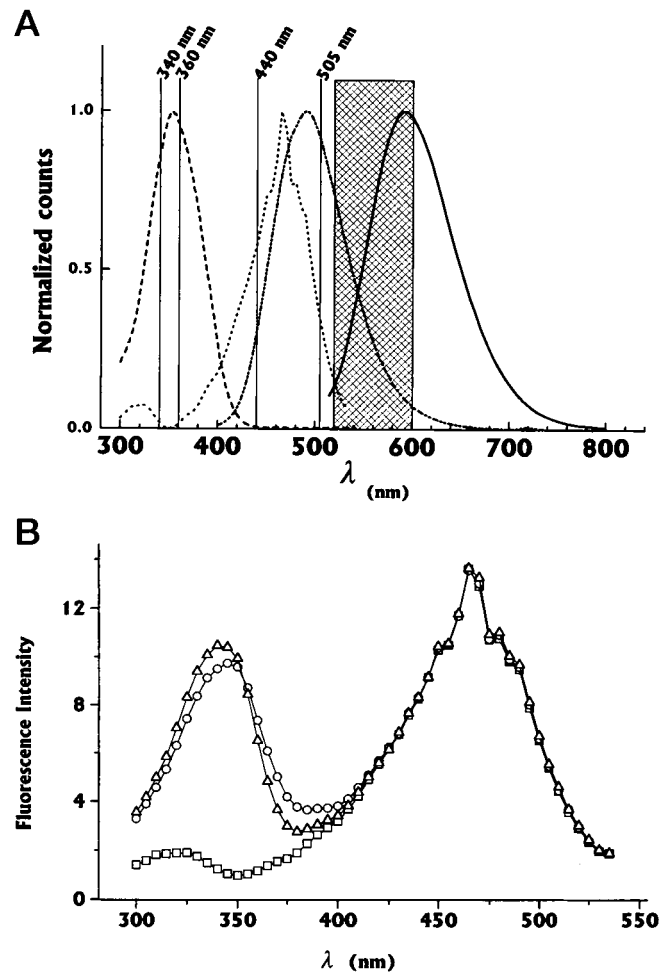 A
340 nm
360 nm
440 nm
505 nm
1.0
0.5
0.0
Normalized counts
300 400 500 600 700 800
λ (nm)
B
12
8
4
0
Fluorescence Intensity
300 350 400 450 500 550
λ (nm)